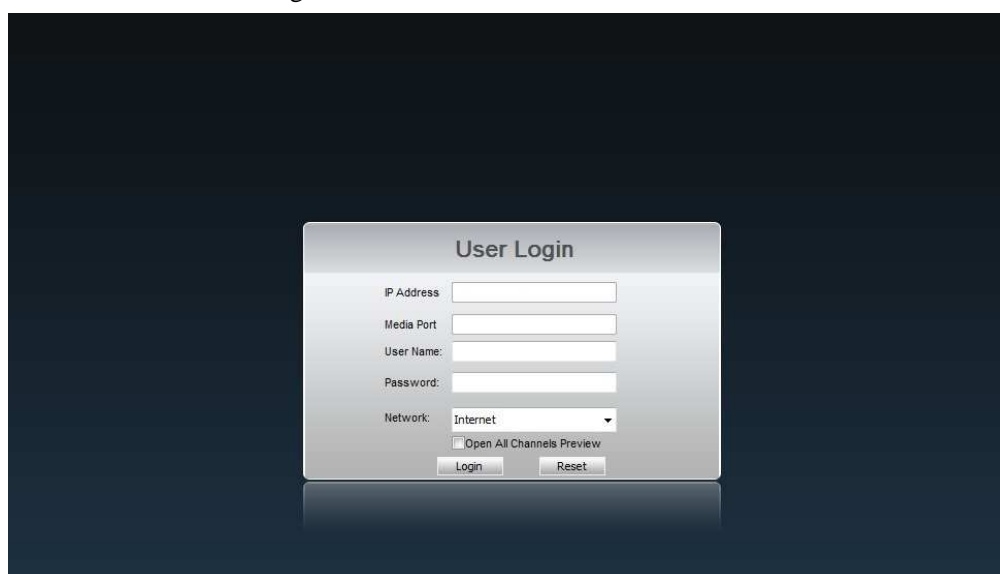 User Login
IP Address
Media Port
User Name:
Password:
Network: Internet
Open All Channels Preview
Login Reset